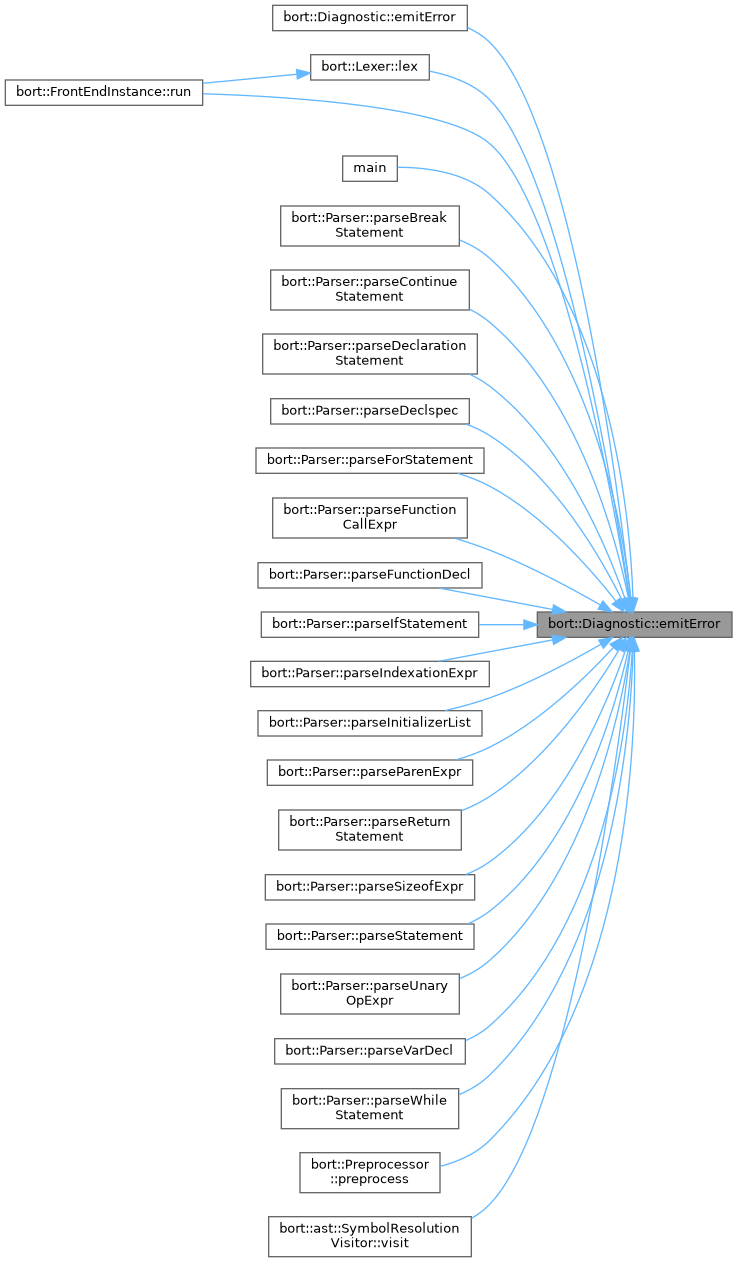 bort::Diagnostic::emitError
bort::Lexer::lex
bort::FrontEndInstance::run
main
bort::Parser::parseBreak
Statement
bort::Parser::parseContinue
Statement
bort::Parser::parseDeclaration
Statement
bort::Parser::parseDeclspec
bort::Parser::parseForStatement
bort::Parser::parseFunction
CallExpr
bort::Parser::parseFunctionDecl
bort::Parser::parseIfStatement
bort::Diagnostic::emitError
bort::Parser::parseIndexationExpr
bort::Parser::parseInitializerList
bort::Parser::parseParenExpr
bort::Parser::parseReturn
Statement
bort::Parser::parseSizeofExpr
bort::Parser::parseStatement
bort::Parser::parseUnary
OpExpr
bort::Parser::parseVarDecl
bort::Parser::parseWhile
Statement
bort::Preprocessor
::preprocess
bort::ast::SymbolResolution
Visitor::visit